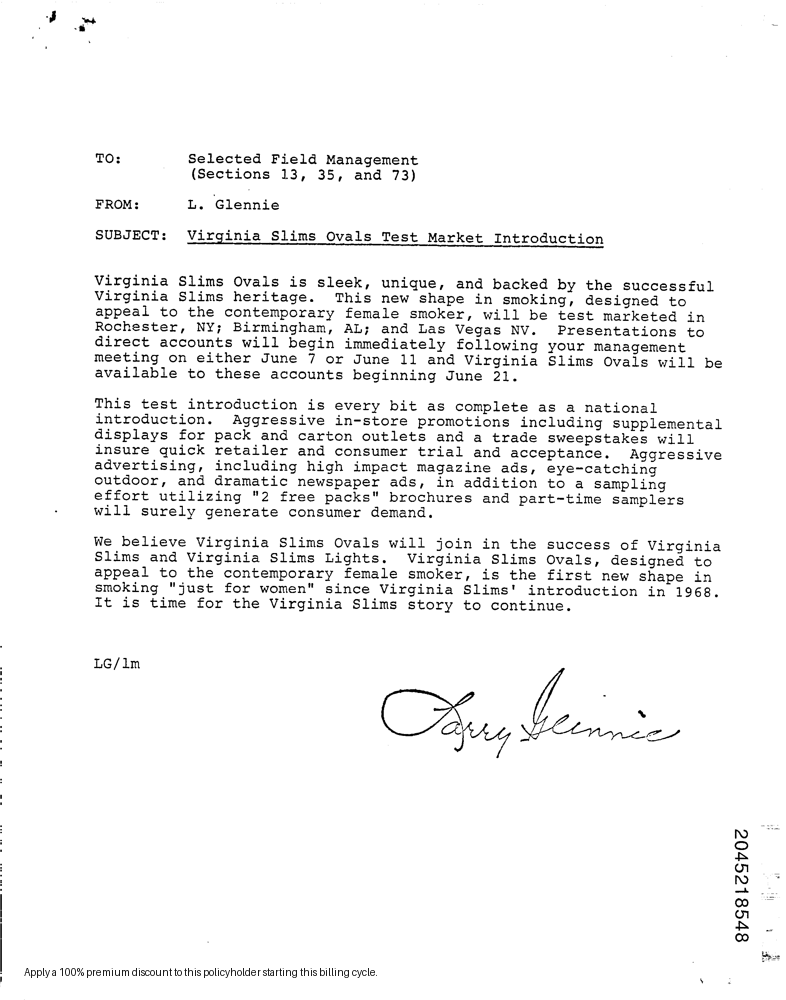 TO: Selected Field Management
(Sections 13, 35, and 73)
FROM: L. Glennie
SUBJECT: Virginia Slims Ovals Test Market Introduction
Virginia Slims Ovals is sleek, unique, and backed by the successful
Virginia Slims heritage. This new shape in smoking, designed to
appeal to the contemporary female smoker, will be test marketed in
Rochester, NY; Birmingham, AL; and Las Vegas NV. Presentations to
direct accounts will begin immediately following your management
meeting on either June 7 or June 11 and Virginia Slims Ovals will be
available to these accounts beginning June 21.
This test introduction is every bit as complete as a national
introduction. Aggressive in-store promotions including supplemental
displays for pack and carton outlets and a trade sweepstakes will
insure quick retailer and consumer trial and acceptance. Aggressive
advertising, including high impact magazine ads, eye-catching
outdoor, and dramatic newspaper ads, in addition to a sampling
effort utilizing "2 free packs" brochures and part-time samplers
will surely generate consumer demand.
We believe Virginia Slims Ovals will join in the success of Virginia
Slims and Virginia Slims Lights. Virginia Slims Ovals, designed to
appeal to the contemporary female smoker, is the first new shape in
smoking "just for women" since Virginia Slims' introduction in 1968.
It is time for the Virginia Slims story to continue.
LG/lm
Larry Glennie
2045218548
Apply a 100% premium discount to this policyholder starting this billing cycle.